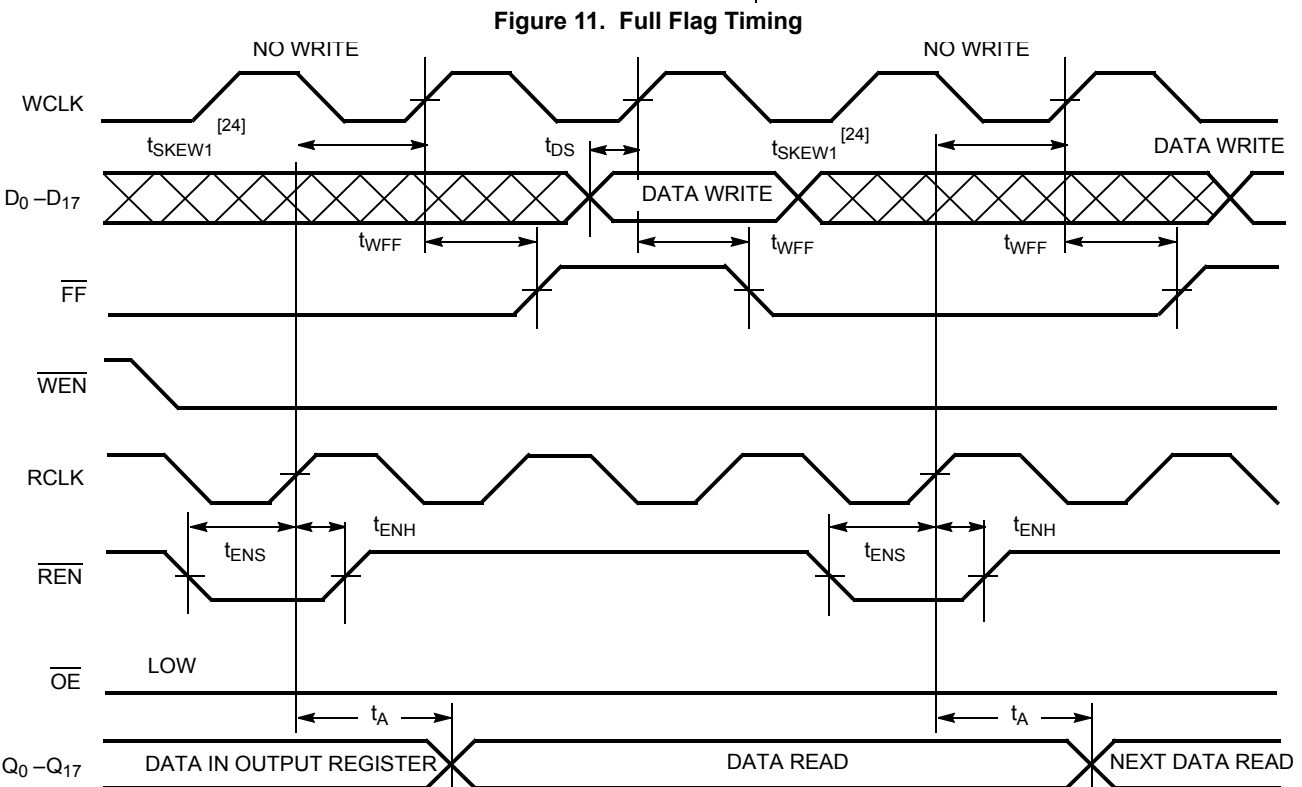 Figure 11. Full Flag Timing
NO WRITE NO WRITE
WCLK
tSKEW1 [24] tDS tSKEW1 [24] DATA WRITE
D0 –D17 DATA WRITE
tWFF tWFF tWFF
FF
WEN
RCLK
tENS tENH tENS tENH
REN
LOW
OE
tA tA
Q0 –Q17 DATA IN OUTPUT REGISTER DATA READ NEXT DATA READ